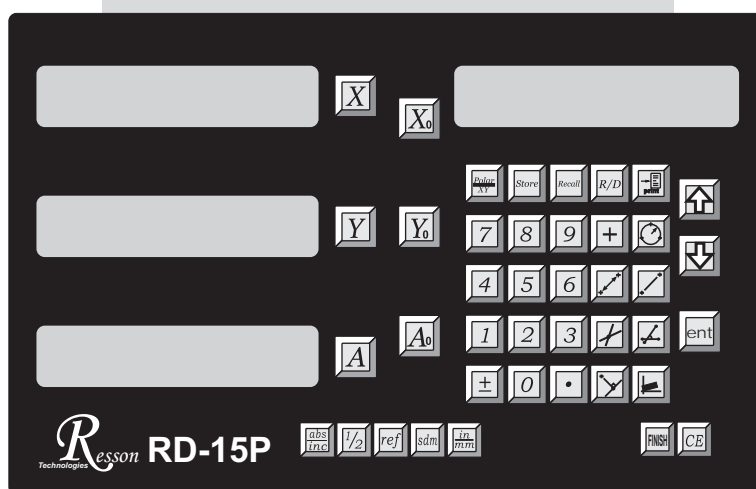 X
X0
Polar XY Store Recall R/D print
Y Y0 7 8 9 +
4 5 6
A A0 1 2 3 ent
± 0 •
Resson RD-15P abs inc 1/2 ref sdm in mm FINISH CE
Technologies